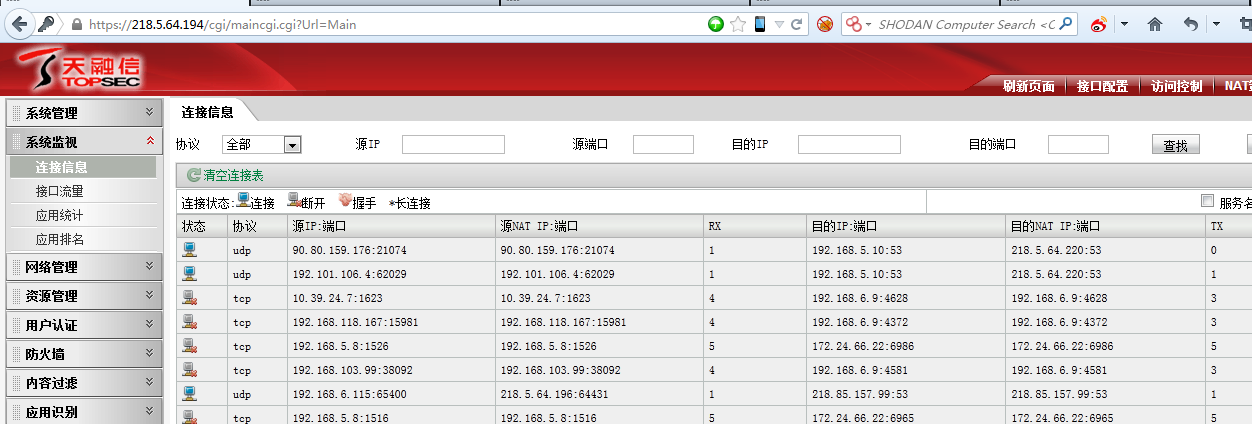 https://218.5.64.194/cgi/maincgi.cgi?Url=Main SHODAN Computer Search <C
天融信
TOPSEC
刷新页面 接口配置 访问控制
系统管理
系统监视
连接信息
接口流量
应用统计
应用排名
网络管理
资源管理
用户认证
防火墙
内容过滤
应用识别
连接信息
协议 全部 源IP 源端口 目的IP 目的端口 查找
清空连接表
连接状态: 连接 断开 握手 *长连接 服务名
状态 协议 源IP:端口 源NAT IP:端口 RX 目的IP:端口 目的NAT IP:端口 TX
udp 90.80.159.176:21074 90.80.159.176:21074 1 192.168.5.10:53 218.5.64.220:53 0
udp 192.101.106.4:62029 192.101.106.4:62029 1 192.168.5.10:53 218.5.64.220:53 1
tcp 10.39.24.7:1623 10.39.24.7:1623 4 192.168.6.9:4628 192.168.6.9:4628 3
tcp 192.168.118.167:15981 192.168.118.167:15981 4 192.168.6.9:4372 192.168.6.9:4372 3
tcp 192.168.5.8:1526 192.168.5.8:1526 5 172.24.66.22:6986 172.24.66.22:6986 5
tcp 192.168.103.99:38092 192.168.103.99:38092 4 192.168.6.9:4581 192.168.6.9:4581 3
udp 192.168.6.115:65400 218.5.64.196:64431 1 218.85.157.99:53 218.85.157.99:53 1
tcp 192.168.5.8:1516 192.168.5.8:1516 5 172.24.66.22:6965 172.24.66.22:6965 5